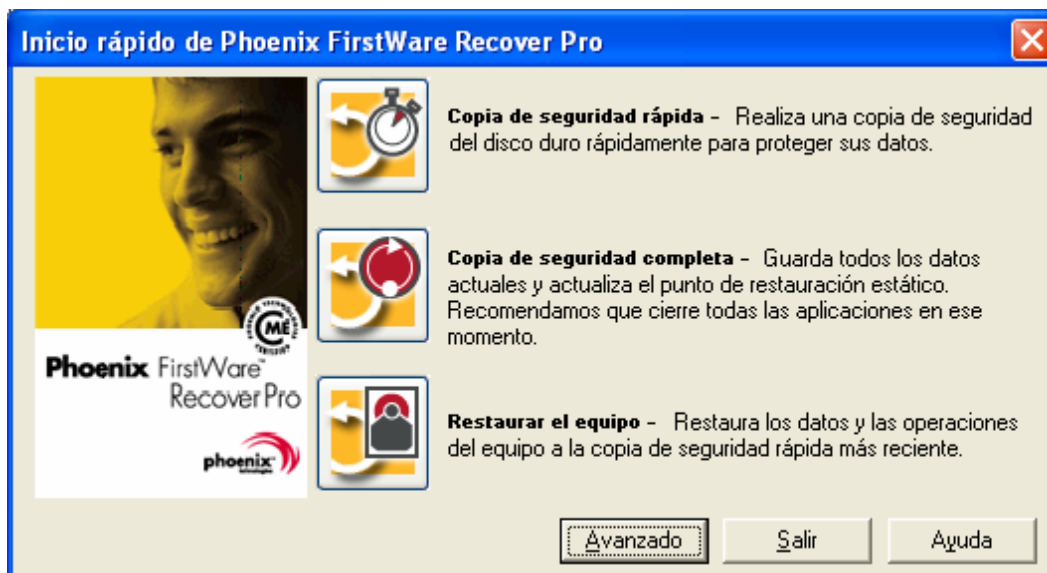 Inicio rápido de Phoenix FirstWare Recover Pro
Copia de seguridad rápida - Realiza una copia de seguridad
del disco duro rápidamente para proteger sus datos.
Copia de seguridad completa - Guarda todos los datos
actuales y actualiza el punto de restauración estático.
Recomendamos que cierre todas las aplicaciones en ese
momento.
CMÉ
Phoenix FirstWare™
Recover Pro
phoenix
technologies
Restaurar el equipo - Restaura los datos y las operaciones
del equipo a la copia de seguridad rápida más reciente.
Avanzado
Salir
Ayuda